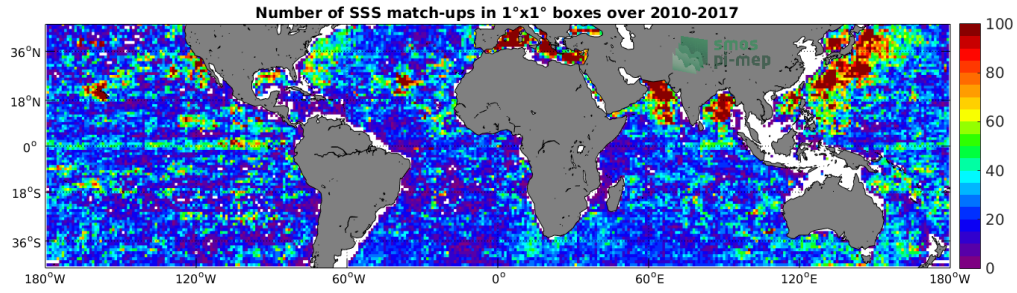 Number of SSS match-ups in 1°x1° boxes over 2010-2017
smos
pi-mep
36°N
18°N
0°
18°S
36°S
180°W
120°W
60°W
0°
60°E
120°E
180°W
100
80
60
40
20
0